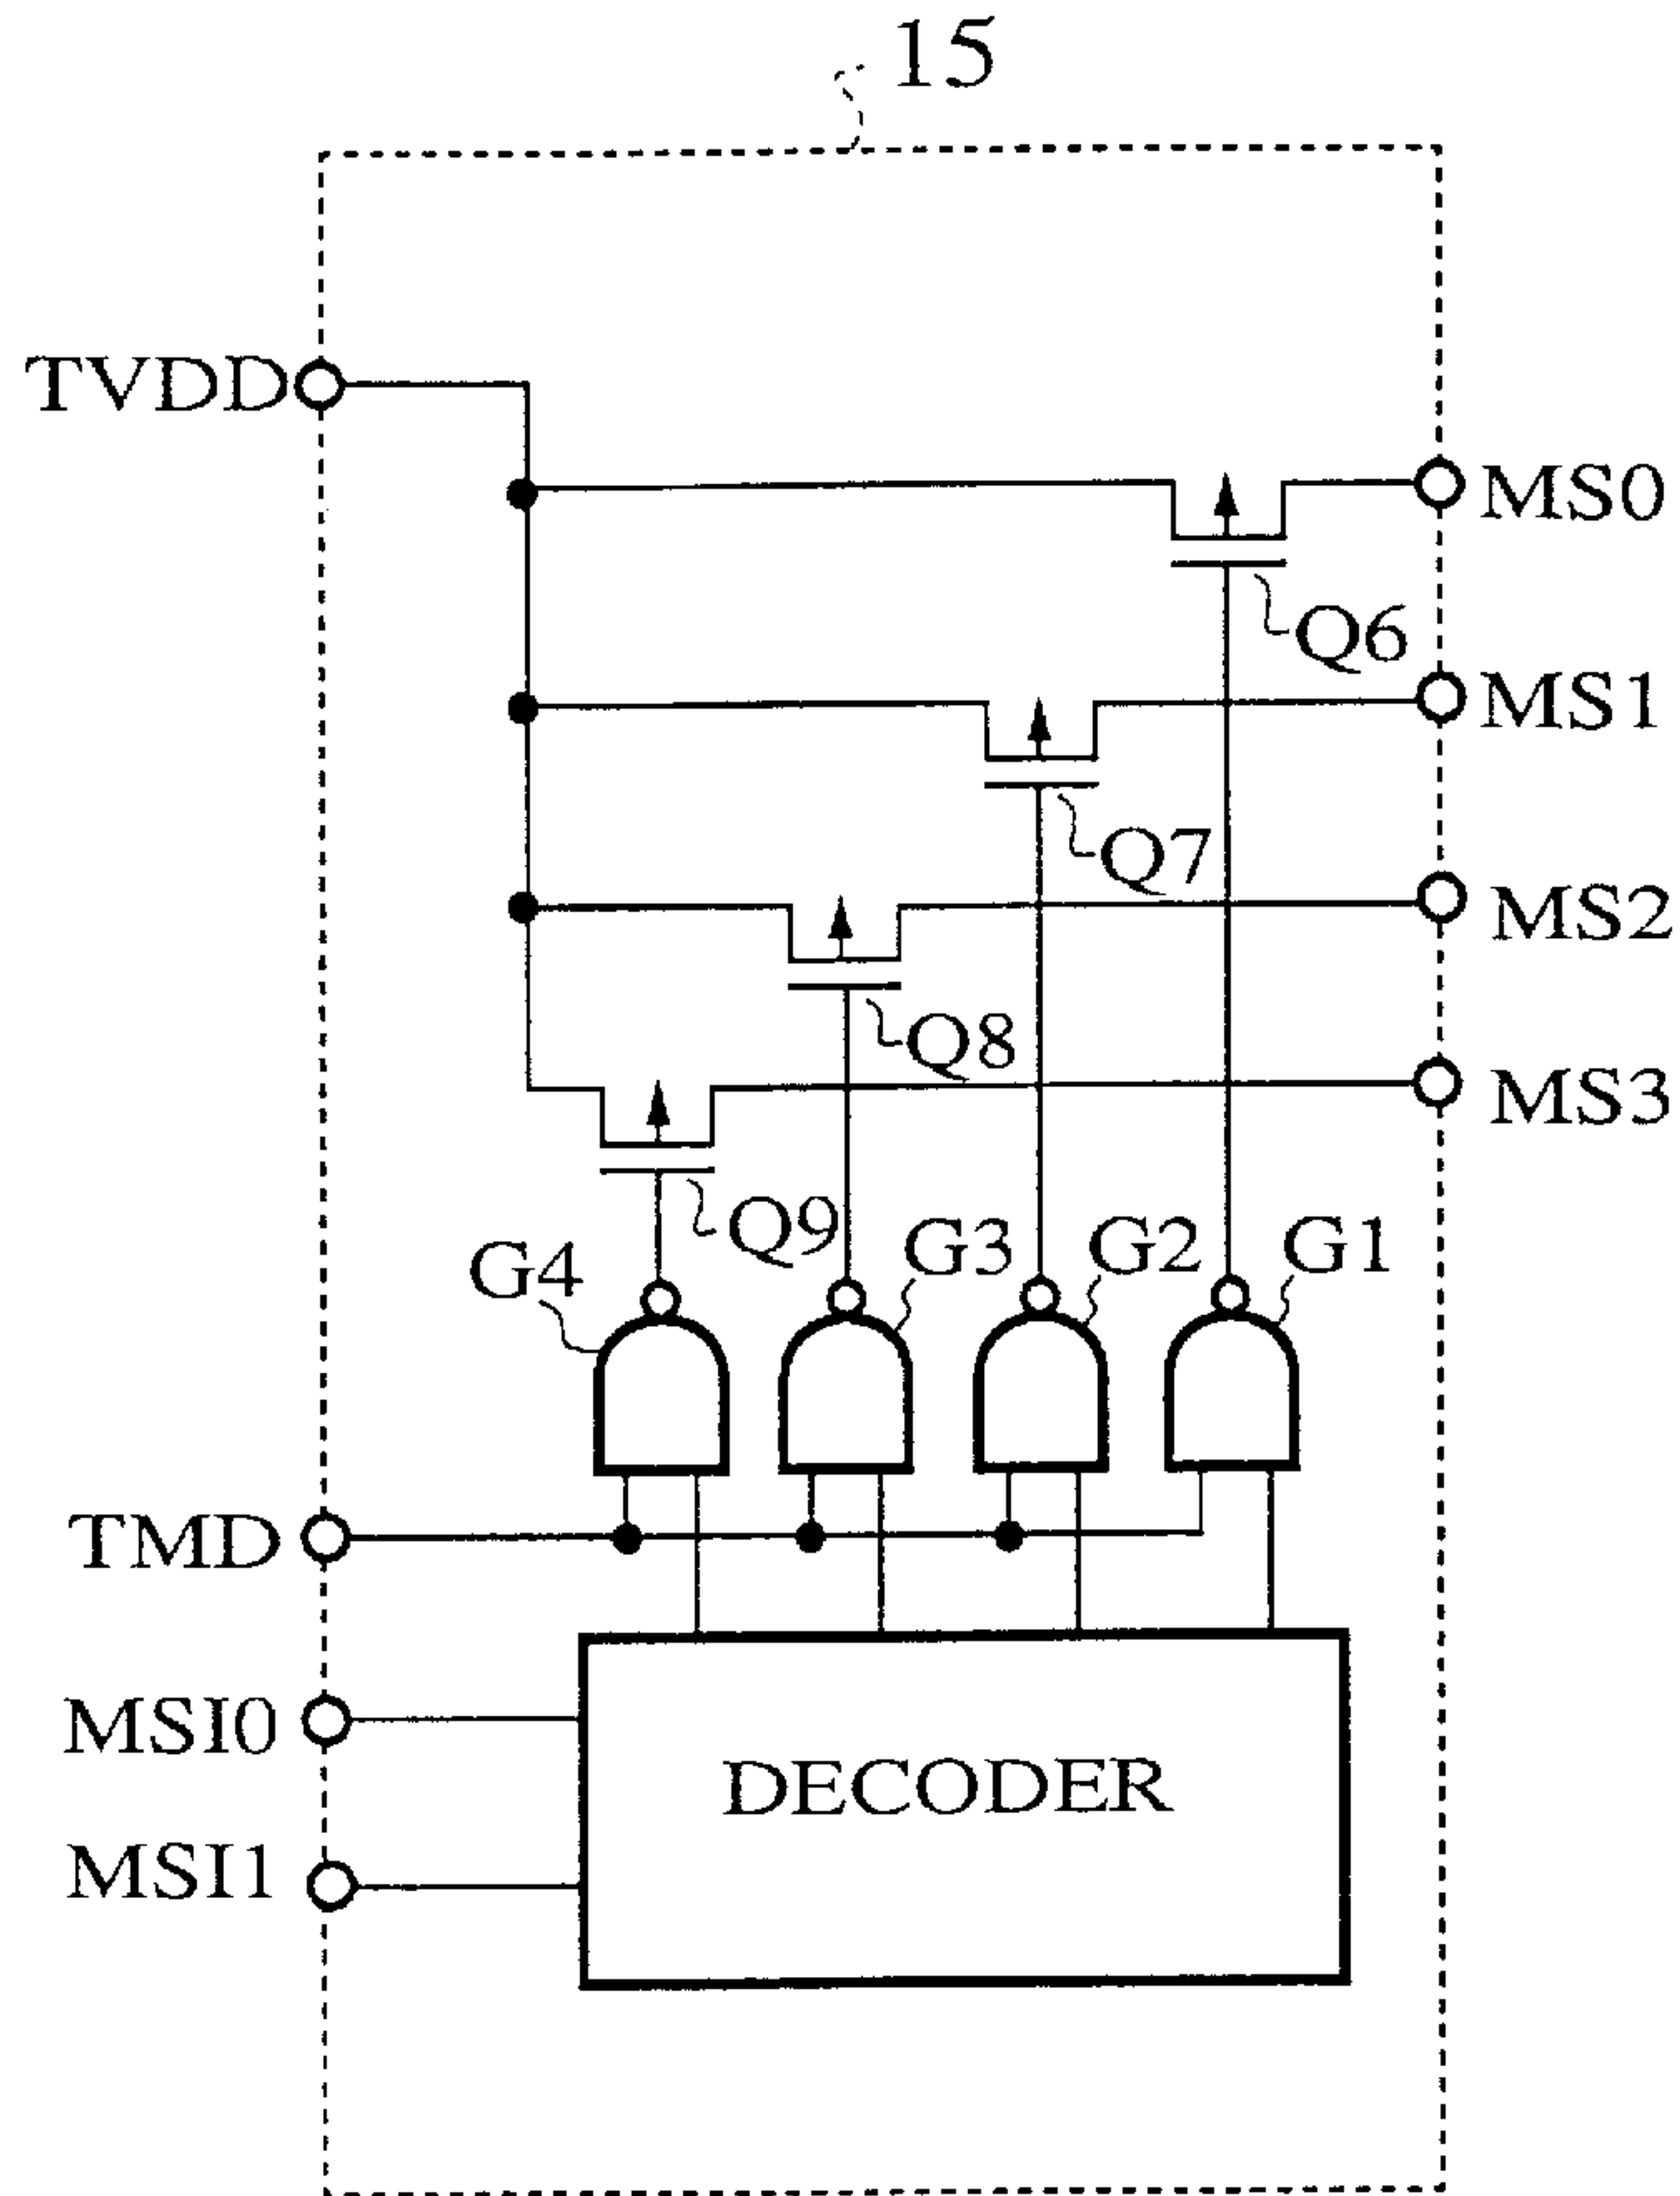 15
TVDD
MS0
Q6
MS1
Q7
MS2
Q8
MS3
Q9
G4
G3
G2
G1
TMD
MSI0
DECODER
MSI1